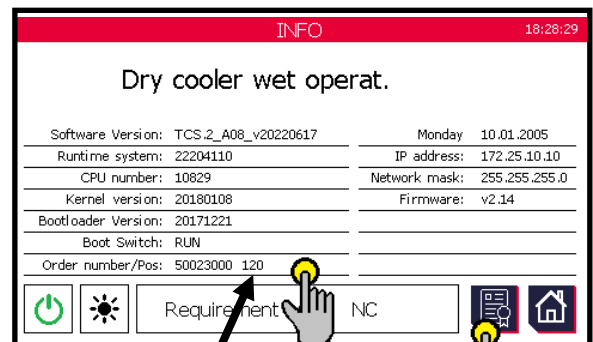 INFO 18:28:29
Dry cooler wet operat.
Software Version: TCS.2_A08_v20220617 Monday 10.01.2005
Runtime system: 22204110 IP address: 172.25.10.10
CPU number: 10829 Network mask: 255.255.255.0
Kernel version: 20180108 Firmware: v2.14
Bootloader Version: 20171221
Boot Switch: RUN
Order number/Pos: 50023000 120
Requirement NC